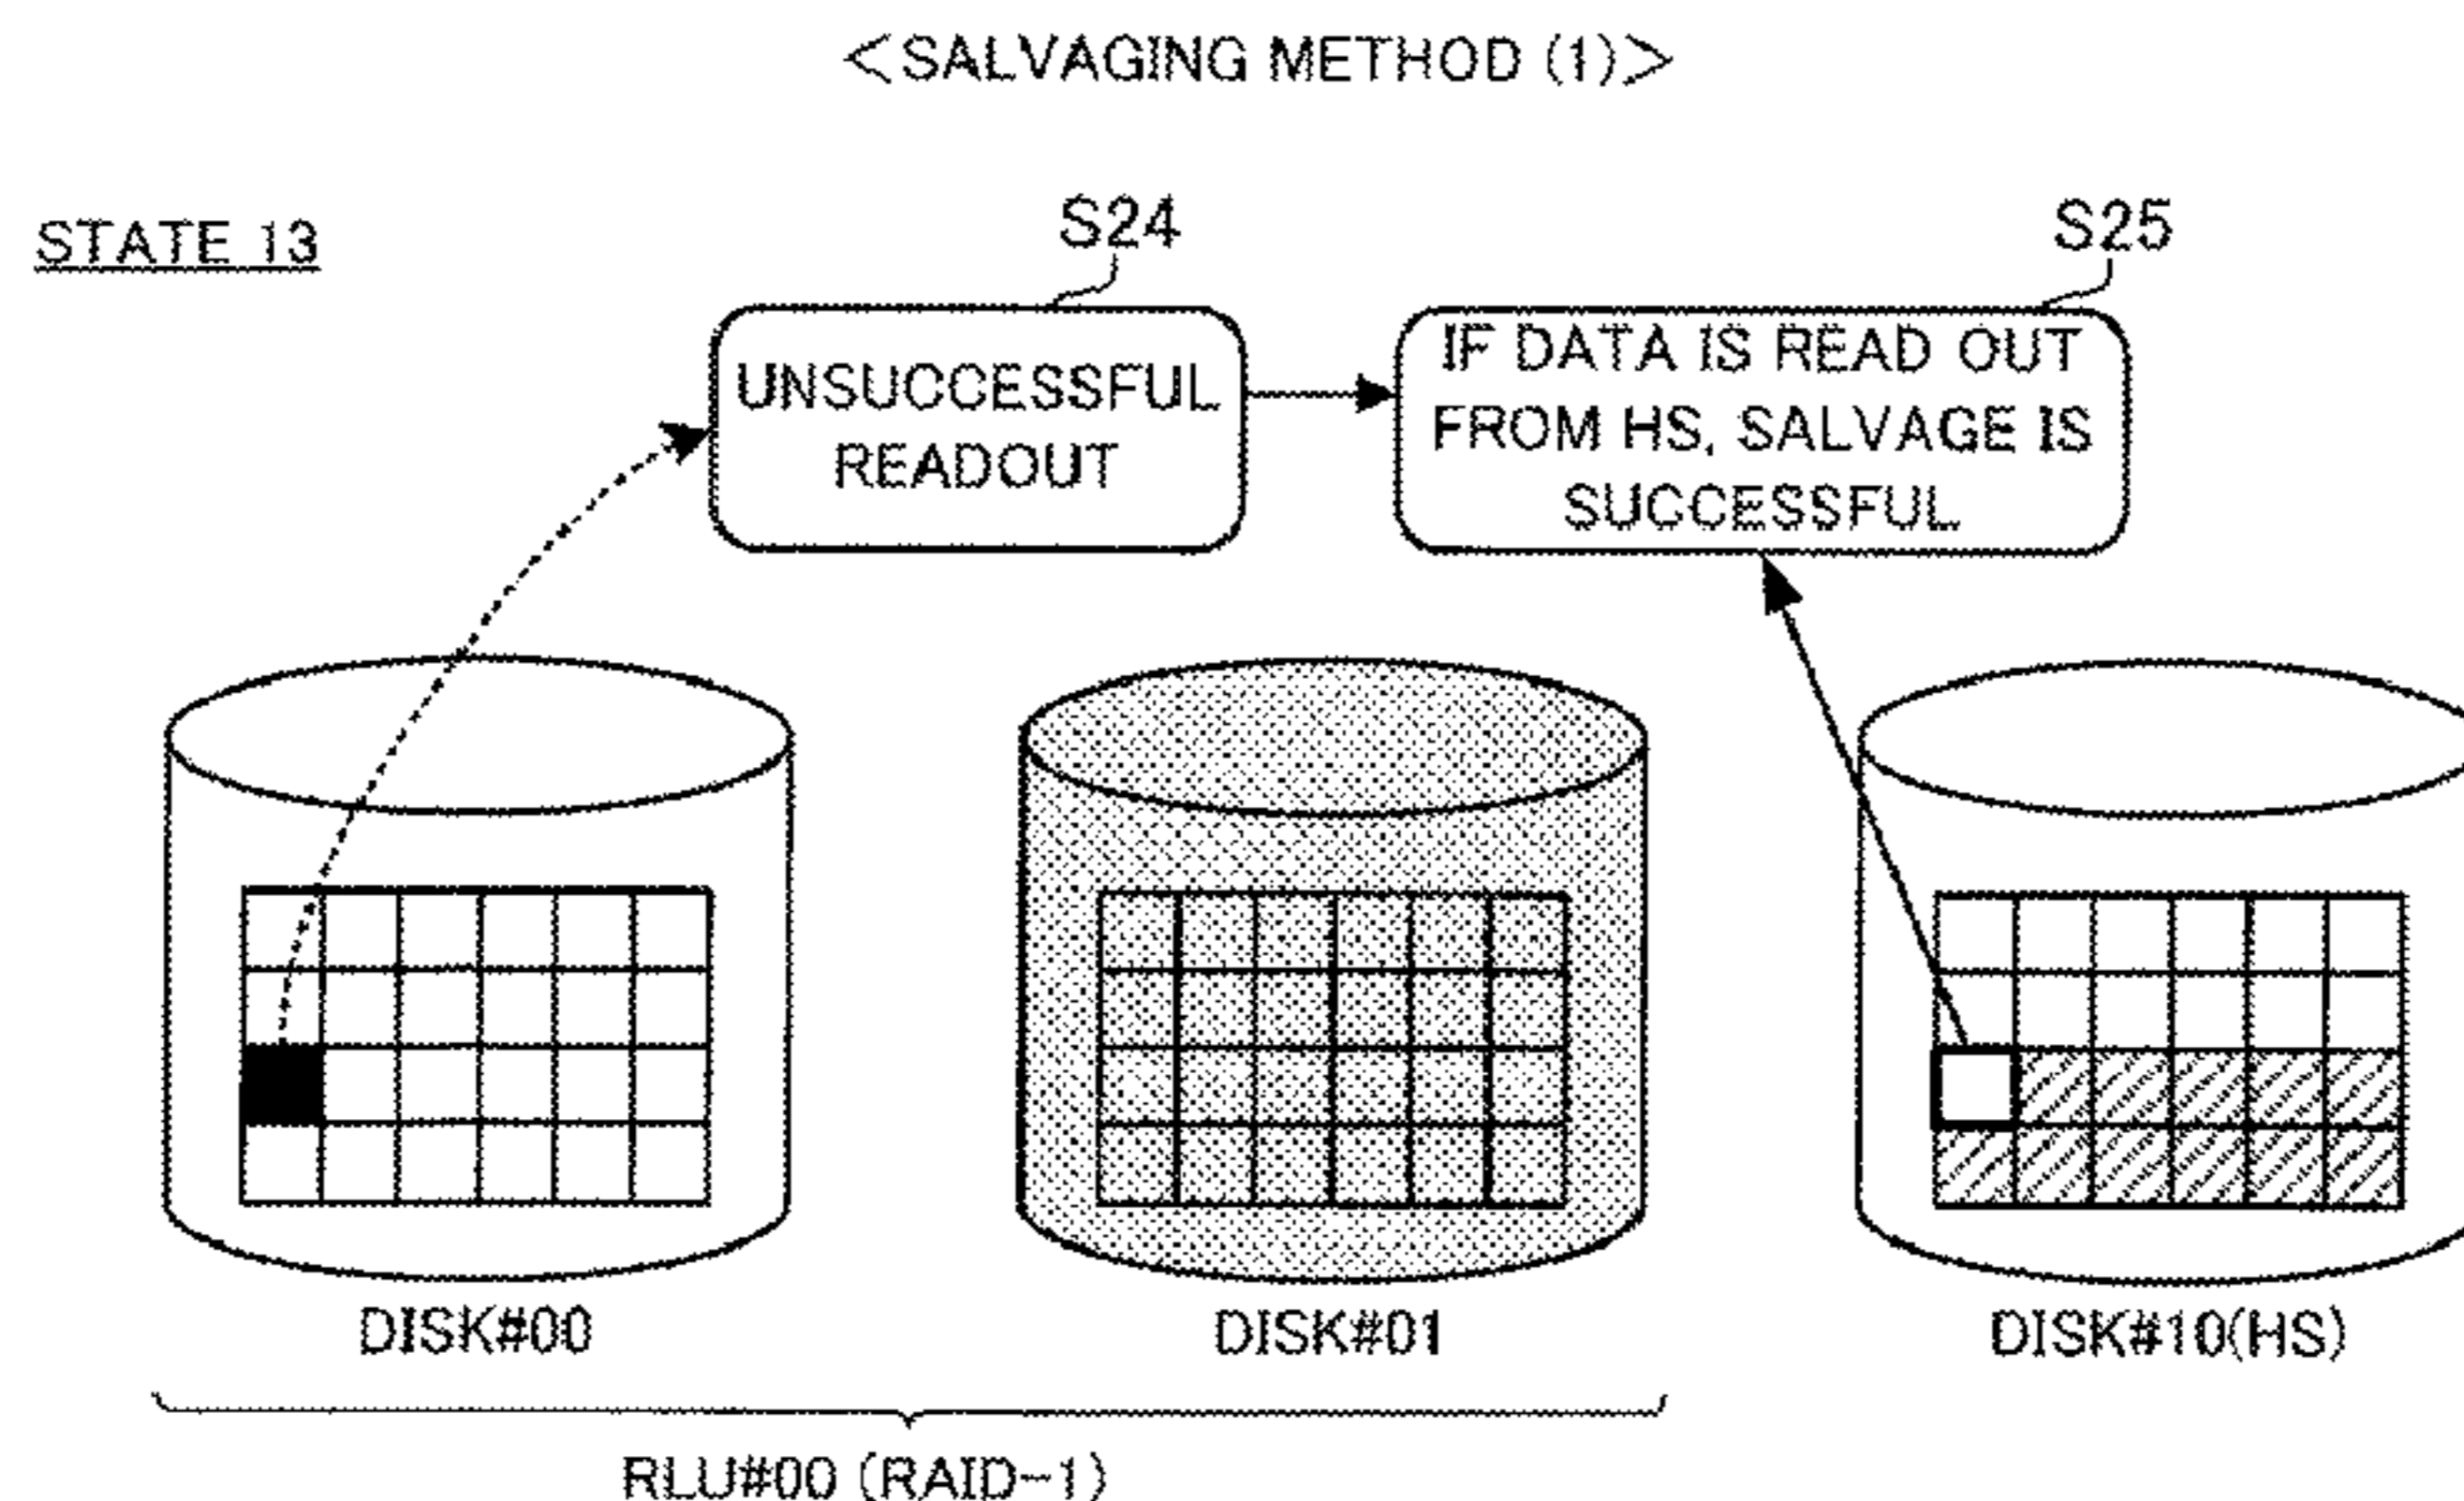 <SALVAGING METHOD (1)>
STATE 13
S24
S25
UNSUCCESSFUL
READOUT
IF DATA IS READ OUT
FROM HS, SALVAGE IS
SUCCESSFUL
DISK#00
DISK#01
DISK#10(HS)
RLU#00 (RAID-1)